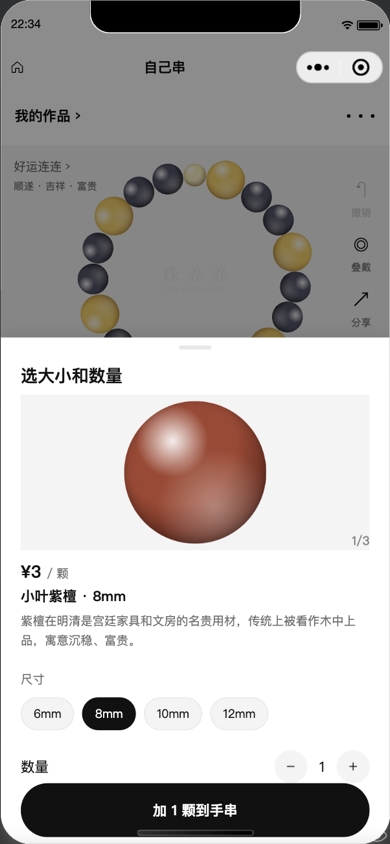 22:34
自己串
我的作品 ›
好运连连 ›
顺遂 · 吉祥 · 富贵
撤销
叠戴
分享
选大小和数量
1/3
¥3 / 颗
小叶紫檀 · 8mm
紫檀在明清是宫廷家具和文房的名贵用材，传统上被看作木中上
品，寓意沉稳、富贵。
尺寸
6mm
8mm
10mm
12mm
数量
− 1 +
加 1 颗到手串